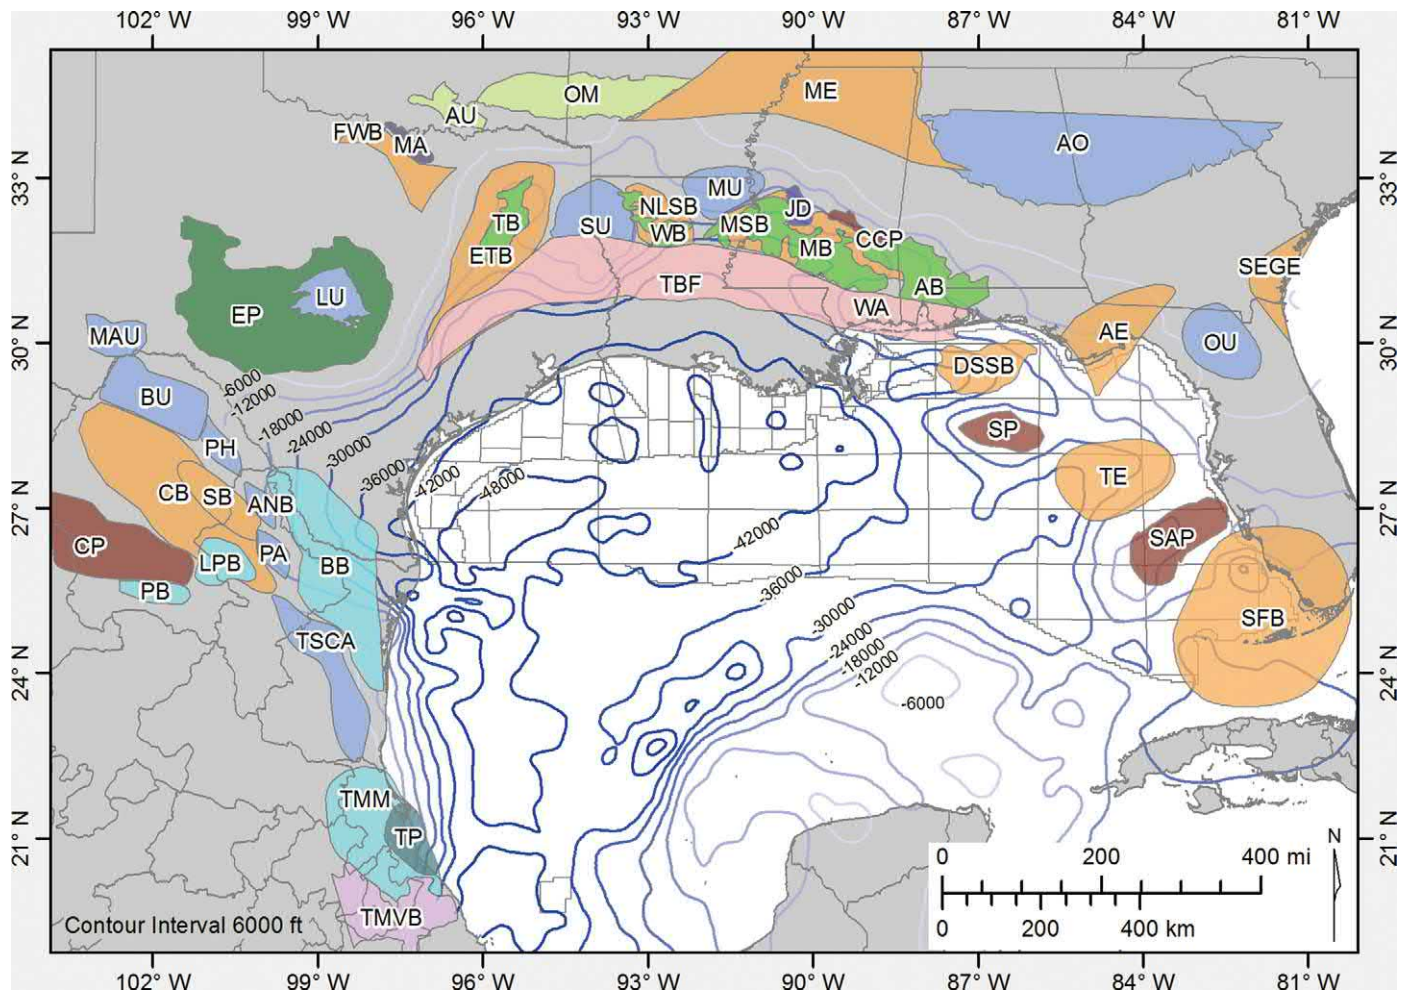 102° W 99° W 96° W 93° W 90° W 87° W 84° W 81° W
33° N 33° N
30° N 30° N
27° N 27° N
24° N 24° N
21° N 21° N
OM
ME
AU
FWB
MA
AO
MU
NLSB
JD
TB
SU
WB
MSB
CCP
MB
ETB
SEGE
TBF
AB
LU
EP
WA
MAU
AE
OU
DSSB
-6000
-12000
BU
-18000
-24000
-30000
-36000
-42000
-48000
PH
SP
TE
CB
SB
ANB
-42000
SAP
CP
PA
LPB
BB
PB
-36000
-30000
-24000
-18000
-12000
SFB
TSCA
-6000
TMM
TP
N
0 200 400 mi
TMVB
Contour Interval 6000 ft
0 200 400 km
102° W 99° W 96° W 93° W 90° W 87° W 84° W 81° W